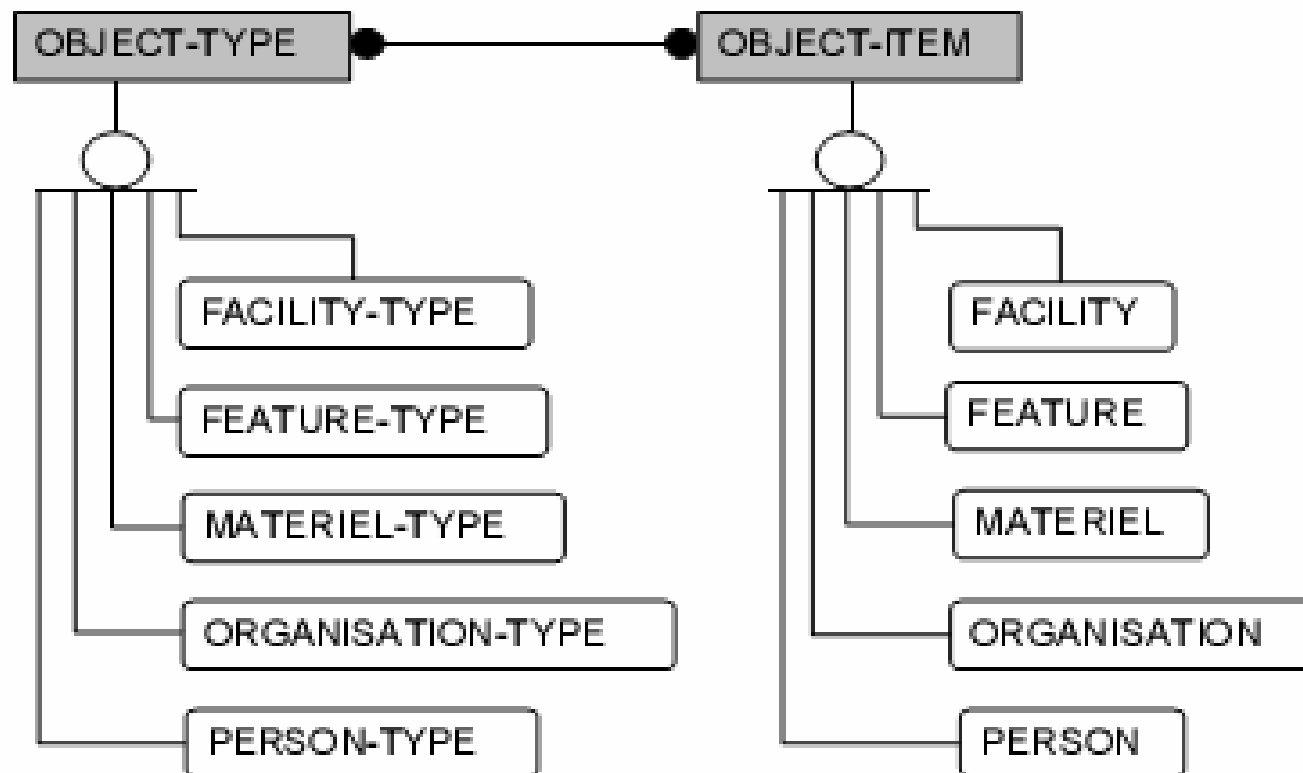 OBJECT-TYPE
OBJECT-ITEM
FACILITY-TYPE
FACILITY
FEATURE-TYPE
FEATURE
MATERIEL-TYPE
MATERIEL
ORGANISATION-TYPE
ORGANISATION
PERSON-TYPE
PERSON